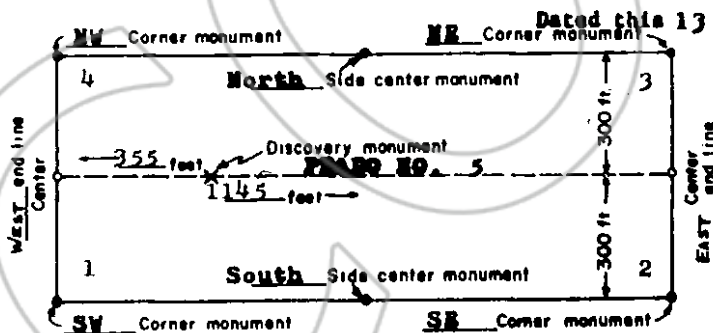 Dated this 13
NW Corner monument NE Corner monument
4 North Side center monument 3
300 ft.
355 feet Discovery monument
NO. 5
1145 feet
WEST end line
Center
Center
EAST end line
300 ft
1 South Side center monument 2
SW Corner monument SE Corner monument